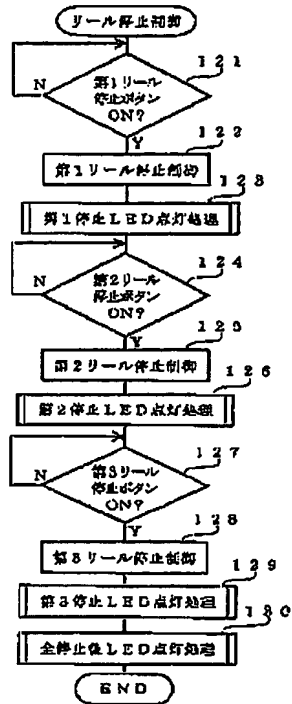 リール停止制御
121
第1リール
停止ボタン
ON?
N
Y
122
第1リール停止制御
123
第1停止LED点灯処理
124
第2リール
停止ボタン
ON?
N
Y
125
第2リール停止制御
126
第2停止LED点灯処理
127
第3リール
停止ボタン
ON?
N
Y
128
第3リール停止制御
129
第3停止LED点灯処理
130
全停止後LED点灯処理
END